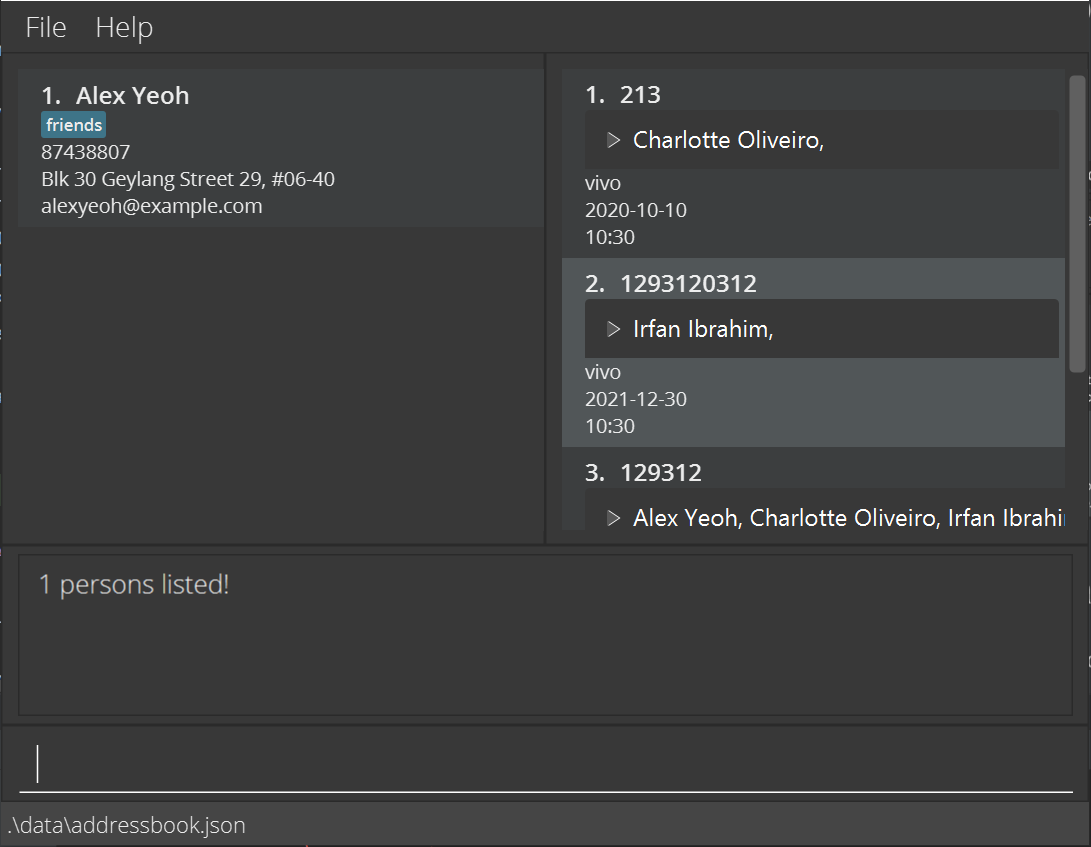 File Help
1. Alex Yeoh
friends
87438807
Blk 30 Geylang Street 29, #06-40
alexyeoh@example.com
1. 213
Charlotte Oliveiro,
vivo
2020-10-10
10:30
2. 1293120312
Irfan Ibrahim,
vivo
2021-12-30
10:30
3. 129312
Alex Yeoh, Charlotte Oliveiro, Irfan Ibrahi
1 persons listed!
.\data\addressbook.json